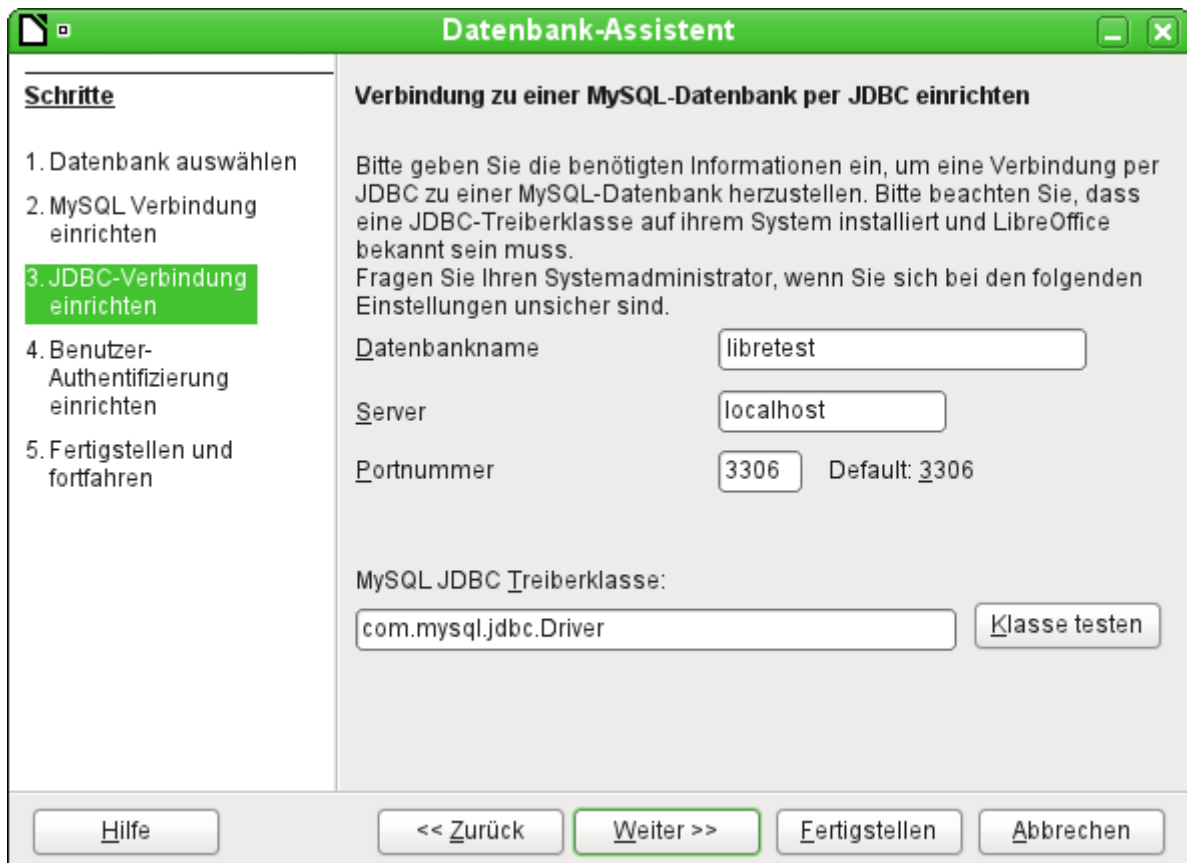 Datenbank-Assistent
Schritte
1. Datenbank auswählen
2. MySQL Verbindung
einrichten
3. JDBC-Verbindung
einrichten
4. Benutzer-
Authentifizierung
einrichten
5. Fertigstellen und
fortfahren
Verbindung zu einer MySQL-Datenbank per JDBC einrichten
Bitte geben Sie die benötigten Informationen ein, um eine Verbindung per
JDBC zu einer MySQL-Datenbank herzustellen. Bitte beachten Sie, dass
eine JDBC-Treiberklasse auf ihrem System installiert und LibreOffice
bekannt sein muss.
Fragen Sie Ihren Systemadministrator, wenn Sie sich bei den folgenden
Einstellungen unsicher sind.
Datenbankname libretest
Server localhost
Portnummer 3306 Default: 3306
MySQL JDBC Treiberklasse:
com.mysql.jdbc.Driver Klasse testen
Hilfe << Zurück Weiter >> Fertigstellen Abbrechen